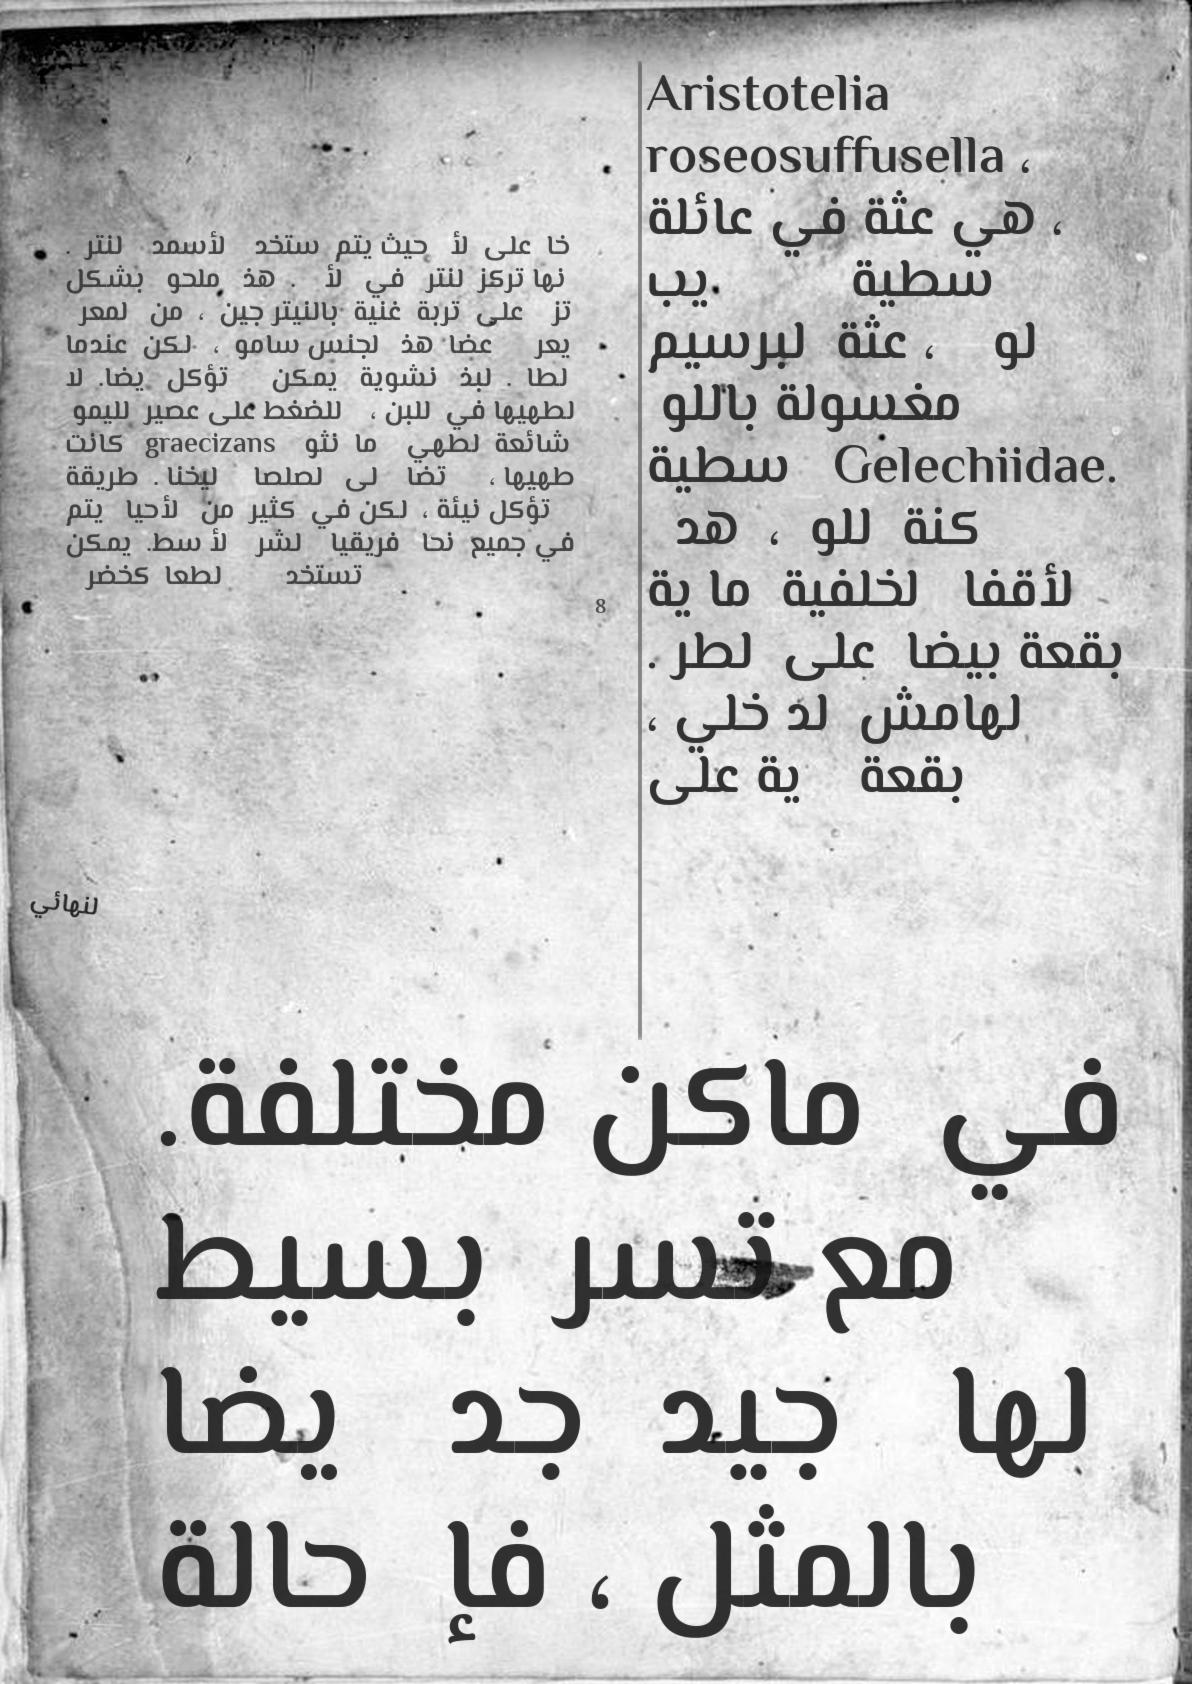 Aristotelia
roseosuffusella ،
، هي عثة في عائلة
سطية يب
لو ، عثة لبرسيم
مغسولة باللو
سطية Gelechiidae.
كنة للو ، هد
لأقفا لخلفية ما ية
بقعة بيضا على لطر .
لهامش لد خلي ،
بقعة ية على
خا على لأ حيث يتم ستخد لأسمد لنتر .
نها تركز لنتر في لأ . هذ ملحو بشكل
تز على تربة غنية بالنيتر جين ، من لمعر
يعر عضا هذ لجنس سامو ، لكن عندما
لطا . لبذ نشوية يمكن تؤكل يضا. لا
لطهيها في للبن ، للضغط على عصير لليمو
شائعة لطهي ما نثو graecizans كانت
طهيها ، تضا لى لصلصا ليخنا . طريقة
تؤكل نيئة ، لكن في كثير من لأحيا يتم
في جميع نحا فريقيا لشر لأ سط. يمكن
تستخد لطعا كخضر
8
لنهائي
في ماكن مختلفة.
مع تسر بسيط
لها جيد جد يضا
بالمثل ، فإ حالة